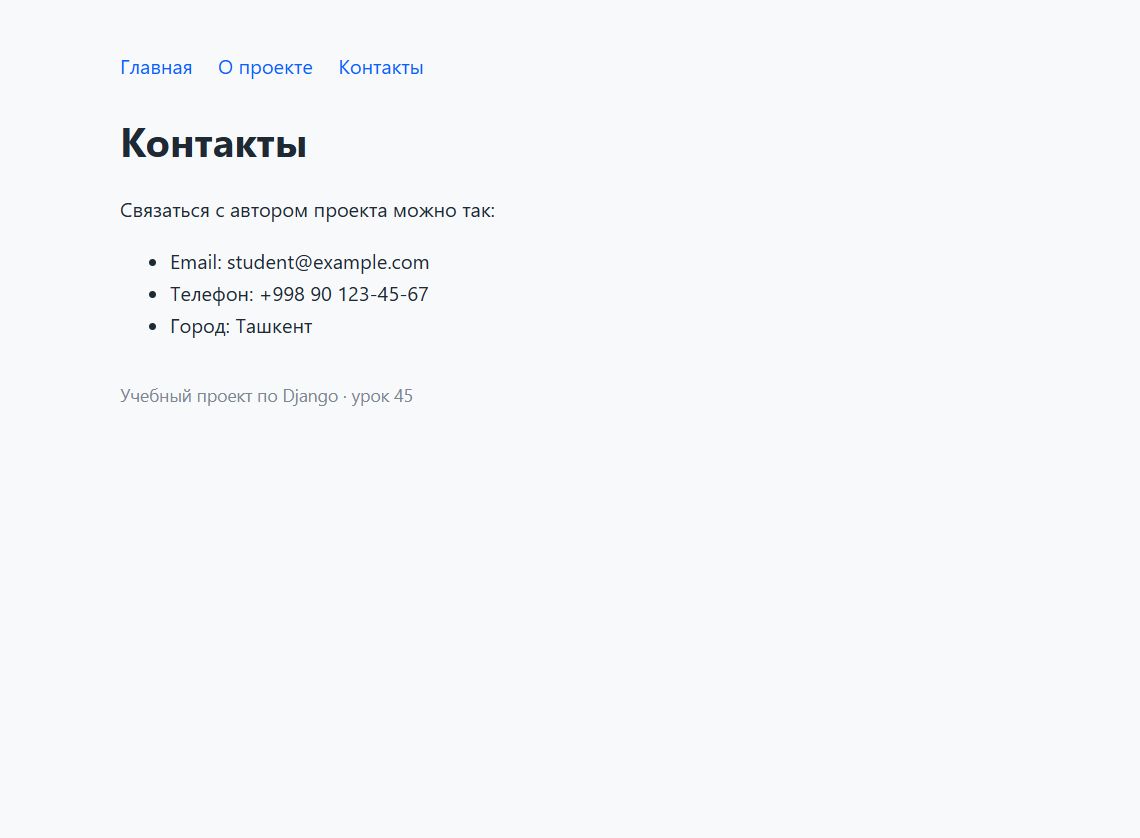 Главная О проекте Контакты
Контакты
Связаться с автором проекта можно так:
• Email: student@example.com
• Телефон: +998 90 123-45-67
• Город: Ташкент
Учебный проект по Django · урок 45